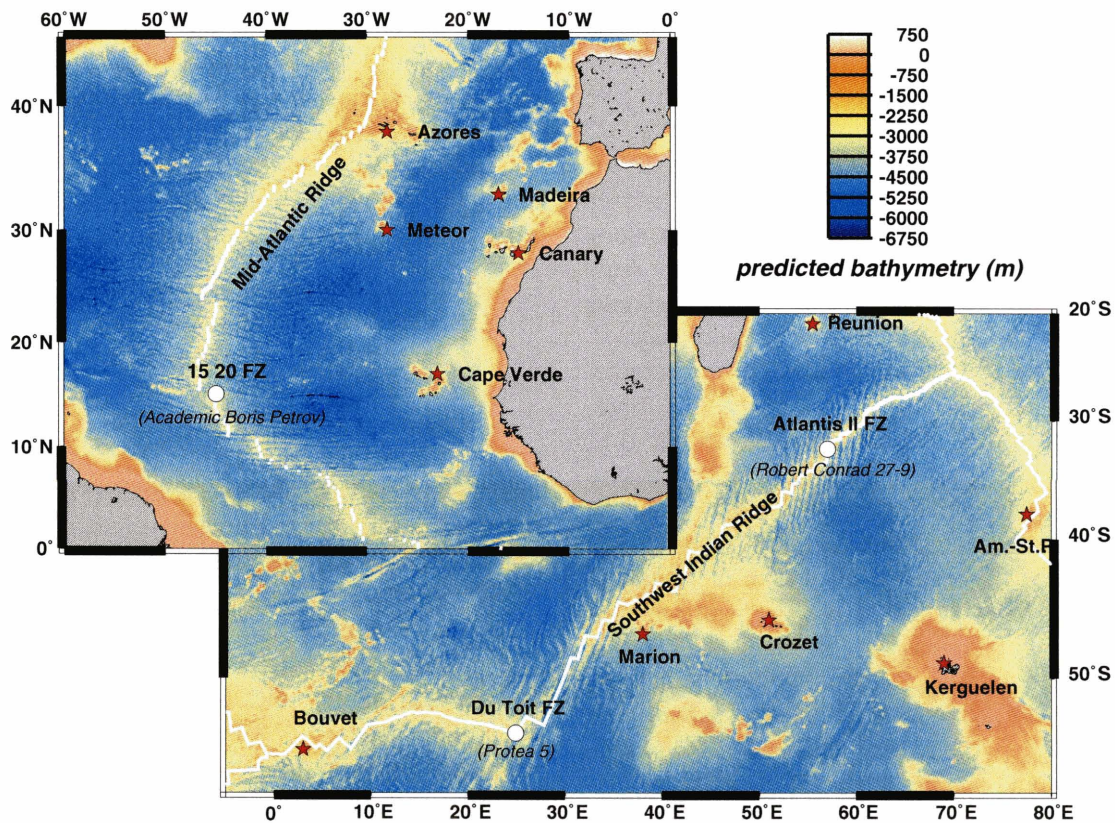 60°W 50°W 40°W 30°W 20°W 10°W 0°
40°N
30°N
20°N
10°N
0°
Azores
Mid-Atlantic Ridge
Madeira
Meteor
Canary
15 20 FZ
(Academic Boris Petrov)
Cape Verde
750
0
-750
-1500
-2250
-3000
-3750
-4500
-5250
-6000
-6750
predicted bathymetry (m)
20°S
30°S
40°S
50°S
Reunion
Atlantis II FZ
(Robert Conrad 27-9)
Am.-St.P
Southwest Indian Ridge
Marion
Crozet
Kerguelen
Bouvet
Du Toit FZ
(Protea 5)
0° 10°E 20°E 30°E 40°E 50°E 60°E 70°E 80°E